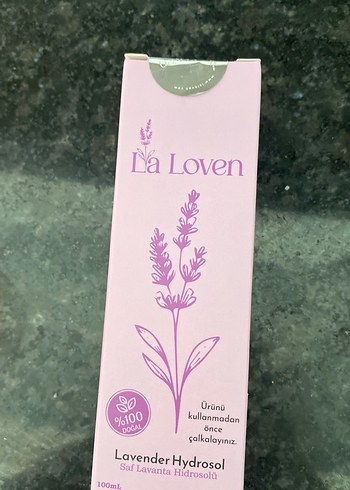 La Loven
%100
DOĞAL
Ürünü
kullanmadan
önce
çalkalayınız.
Lavender Hydrosol
Saf Lavanta Hidrosolü
100mL